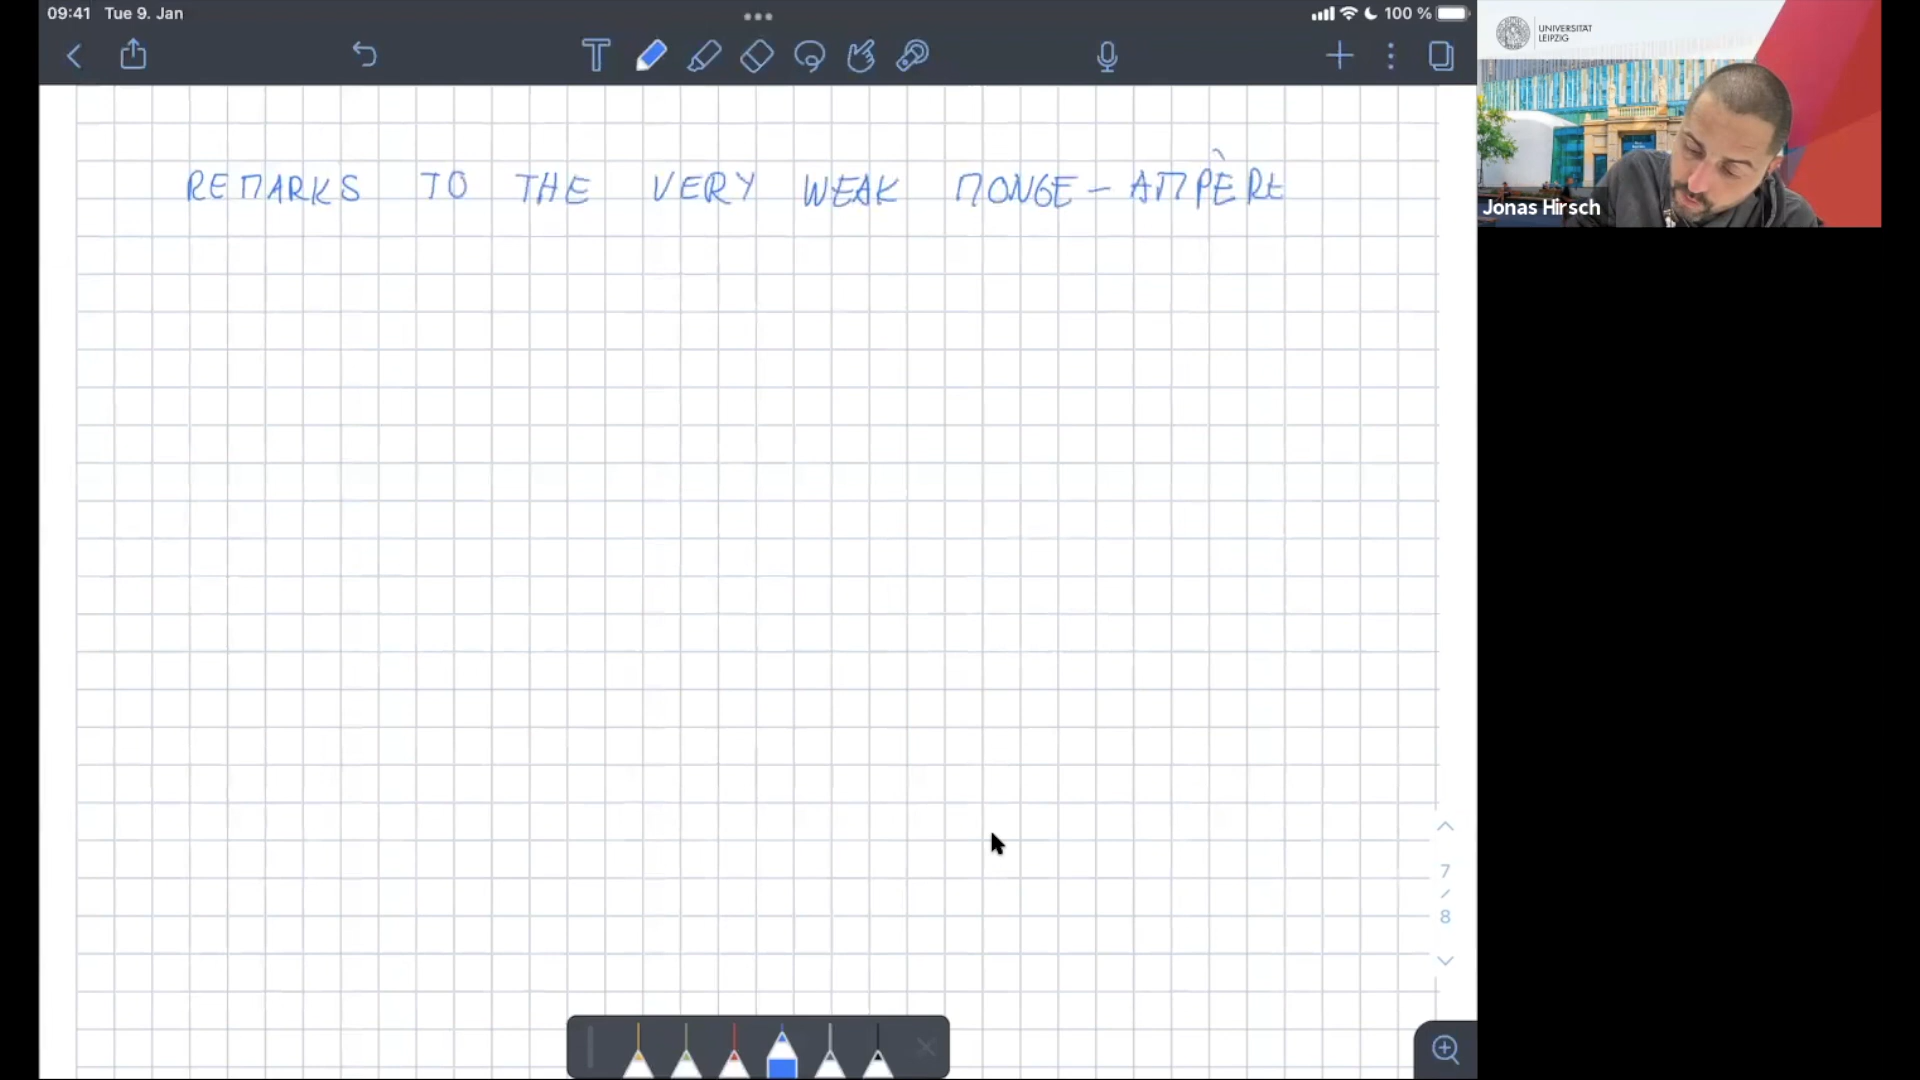 09:41 Tue 9. Jan
100 %
UNIVERSITÄT
LEIPZIG
Jonas Hirsch
REMARKS TO THE VERY WEAK MONGE - AMPÈRE
7
/
8